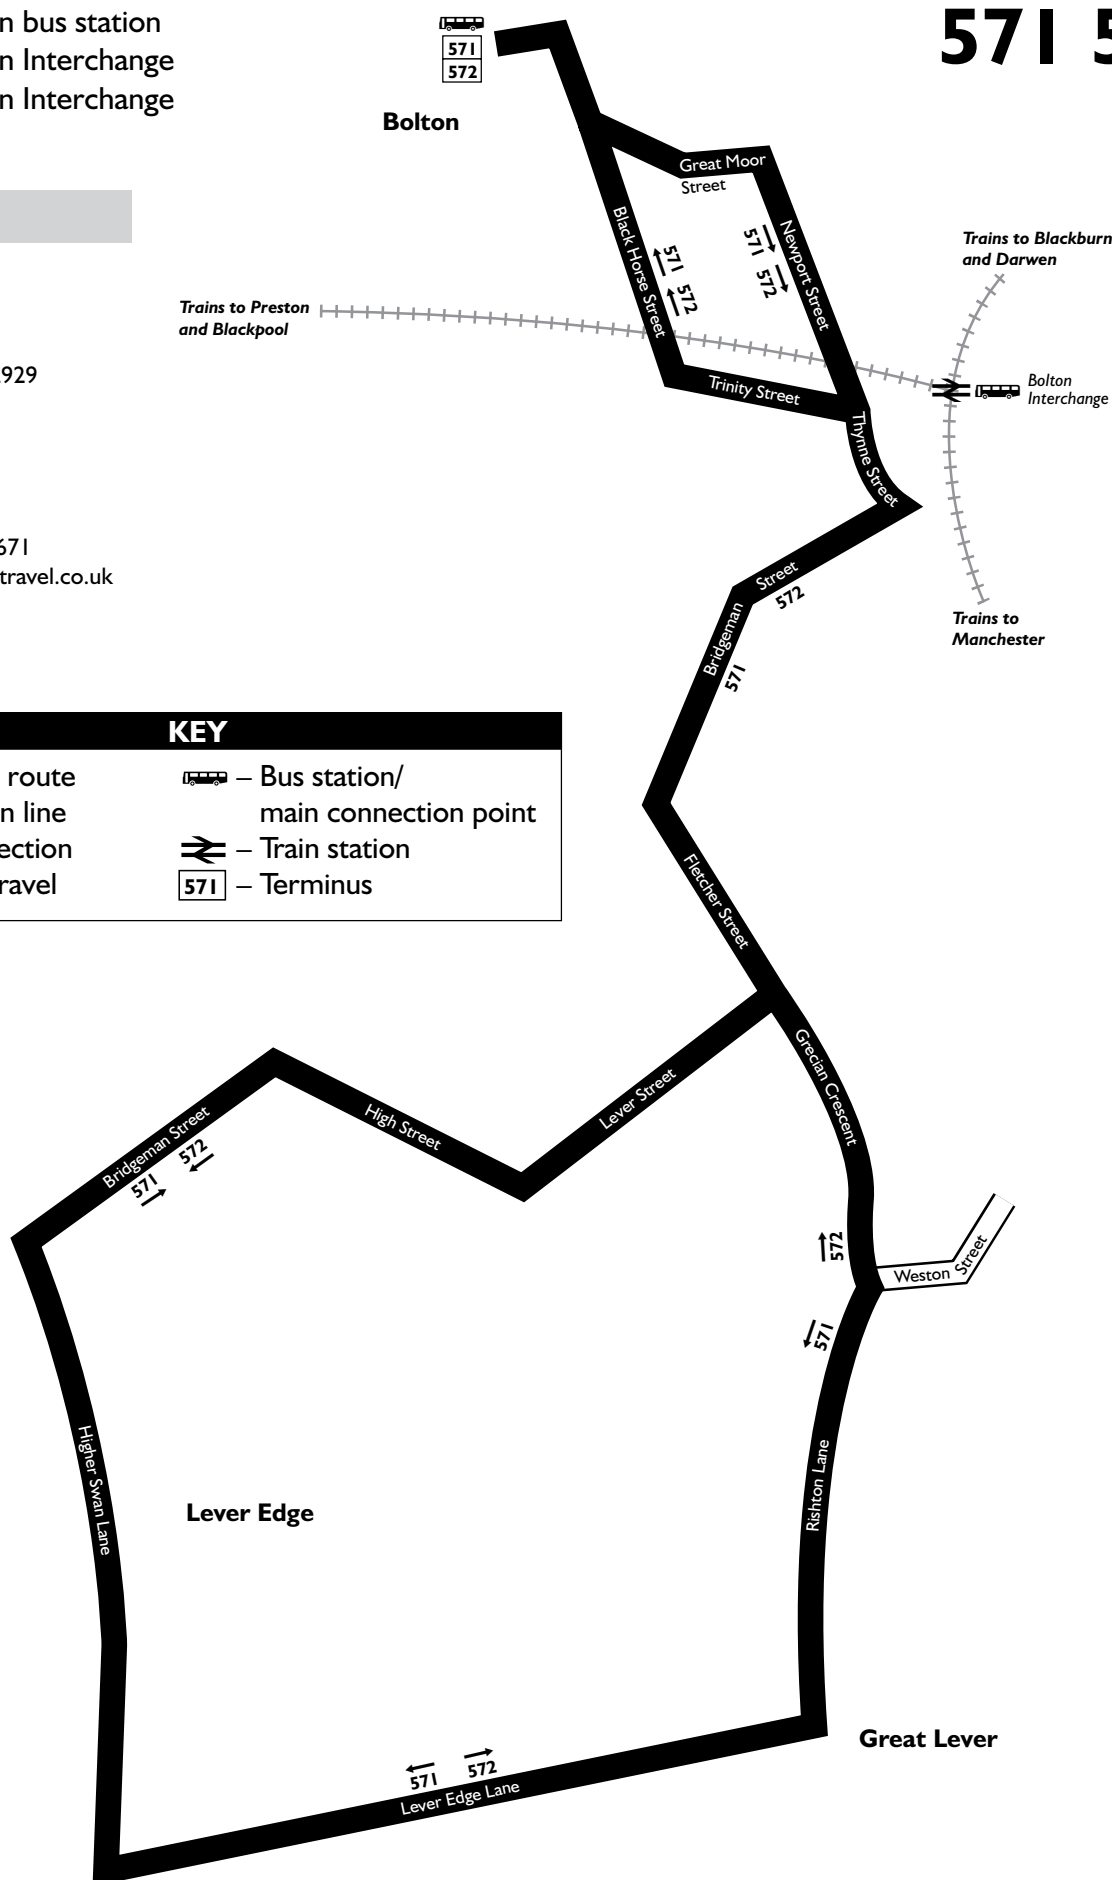 n bus station
n Interchange
n Interchange
929
671
travel.co.uk
571 5
571
572
Bolton
Great Moor
Street
Black Horse Street
571
572
571
572
Newport Street
Trains to Blackburn
and Darwen
Trains to Preston
and Blackpool
Bolton
Interchange
Trinity Street
Thynne Street
Street
572
Bridgeman
571
Trains to
Manchester
KEY
route
n line
ection
ravel
– Bus station/
main connection point
– Train station
571 – Terminus
Fletcher Street
Grecian Crescent
Lever Street
High Street
Bridgeman Street
572
571
572
Weston Street
571
Higher Swan Lane
Lever Edge
Rishton Lane
Great Lever
571
572
Lever Edge Lane